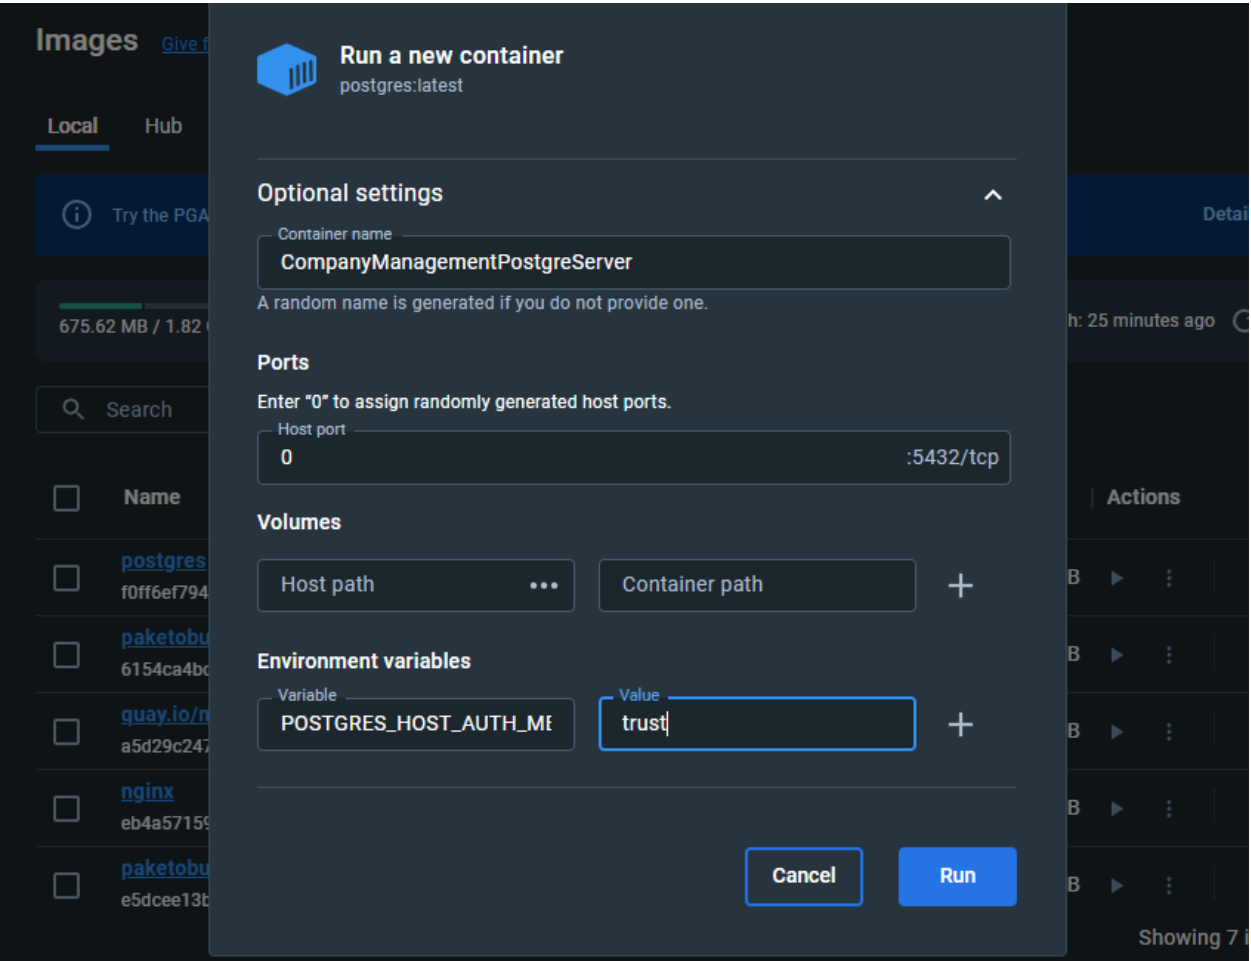 Images Give f
Run a new container
postgres:latest
Local Hub
Optional settings
Container name
CompanyManagementPostgreServer
A random name is generated if you do not provide one.
Try the PGA
Detai
675.62 MB / 1.82
h: 25 minutes ago
Ports
Enter “0” to assign randomly generated host ports.
Host port
0 :5432/tcp
Search
Name
Actions
Volumes
Host path ••• Container path
postgres
f0ff6ef794
B
paketobu
6154ca4bc
B
Environment variables
Variable
POSTGRES_HOST_AUTH_ME
Value
trust
quay.io/n
a5d29c247
B
nginx
eb4a57159
B
paketobu
e5dcee13b
B
Cancel Run
Showing 7 i